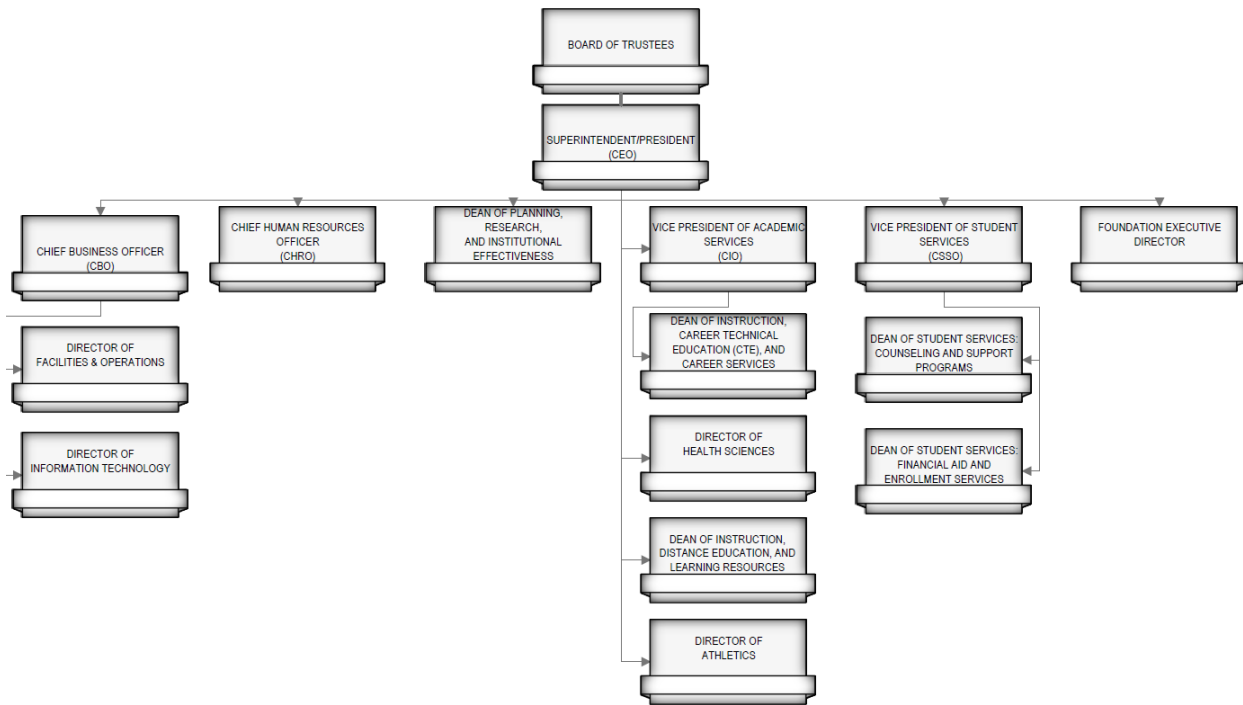 BOARD OF TRUSTEES
SUPERINTENDENT/PRESIDENT
(CEO)
CHIEF BUSINESS OFFICER
(CBO)
CHIEF HUMAN RESOURCES
OFFICER
(CHRO)
DEAN OF PLANNING,
RESEARCH,
AND INSTITUTIONAL
EFFECTIVENESS
VICE PRESIDENT OF ACADEMIC
SERVICES
(CIO)
VICE PRESIDENT OF STUDENT
SERVICES
(CSSO)
FOUNDATION EXECUTIVE
DIRECTOR
DIRECTOR OF
FACILITIES & OPERATIONS
DEAN OF INSTRUCTION,
CAREER TECHNICAL
EDUCATION (CTE), AND
CAREER SERVICES
DEAN OF STUDENT SERVICES:
COUNSELING AND SUPPORT
PROGRAMS
DIRECTOR OF
INFORMATION TECHNOLOGY
DIRECTOR OF
HEALTH SCIENCES
DEAN OF STUDENT SERVICES:
FINANCIAL AID AND
ENROLLMENT SERVICES
DEAN OF INSTRUCTION,
DISTANCE EDUCATION, AND
LEARNING RESOURCES
DIRECTOR OF
ATHLETICS